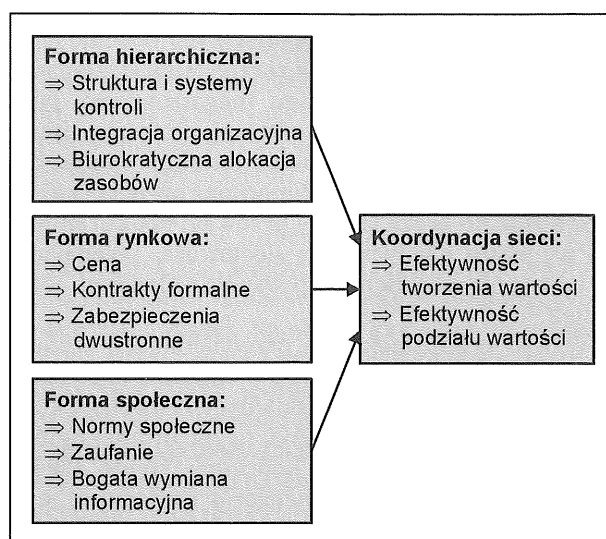 Forma hierarchiczna:
⇒ Struktura i systemy
kontroli
⇒ Integracja organizacyjna
⇒ Biurokratyczna alokacja
zasobów
Forma rynkowa:
⇒ Cena
⇒ Kontrakty formalne
⇒ Zabezpieczenia
dwustronne
Forma społeczna:
⇒ Normy społeczne
⇒ Zaufanie
⇒ Bogata wymiana
informacyjna
Koordynacja sieci:
⇒ Efektywność
tworzenia wartości
⇒ Efektywność
podziału wartości